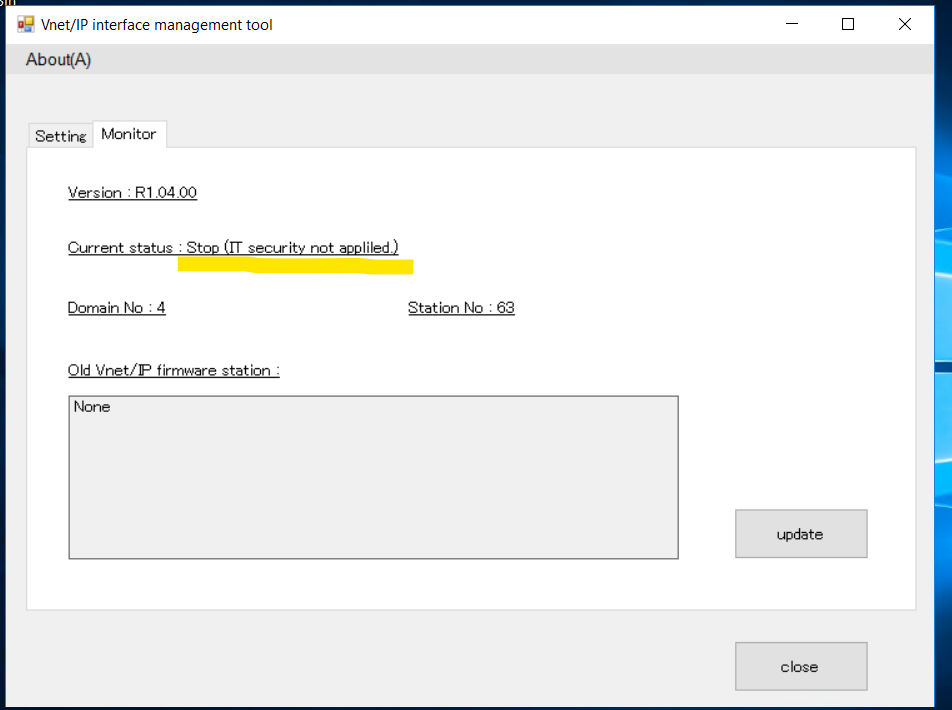 Vnet/IP interface management tool
About(A)
Setting Monitor
Version : R1.04.00
Current status : Stop (IT security not appliled.)
Domain No : 4 Station No : 63
Old Vnet/IP firmware station :
None
update
close